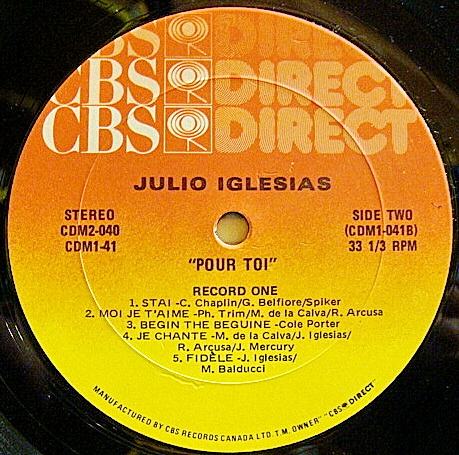 CBS DIRECT
CBS DIRECT
CBS DIRECT
JULIO IGLESIAS
STEREO
CDM2-040
CDM1-41
SIDE TWO
(CDM1-041B)
33 1/3 RPM
"POUR TOI"
RECORD ONE
1. STAI -C. Chaplin/G. Belfiore/Spiker
2. MOI JE T'AIME -Ph. Trim/M. de la Calva/R. Arcusa
3. BEGIN THE BEGUINE -Cole Porter
4. JE CHANTE -M. de la Calva/J. Iglesias/
R. Arcusa/J. Mercury
5. FIDÈLE -J. Iglesias/
M. Balducci
MANUFACTURED BY CBS RECORDS CANADA LTD. T.M. OWNER "CBS DIRECT"